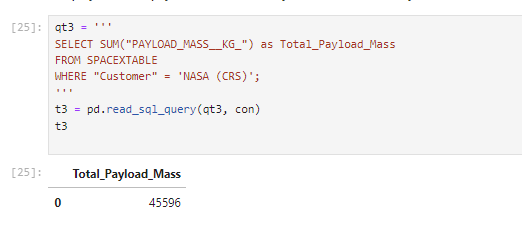 [25]: qt3 = '''
SELECT SUM("PAYLOAD_MASS__KG_") as Total_Payload_Mass
FROM SPACEXTABLE
WHERE "Customer" = 'NASA (CRS)';
'''
t3 = pd.read_sql_query(qt3, con)
t3
[25]: Total_Payload_Mass
0 45596